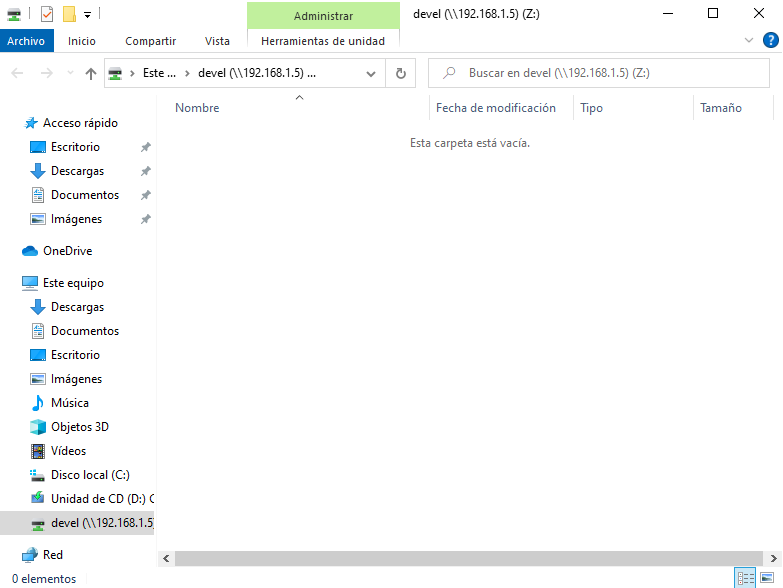 Administrar
devel (\\192.168.1.5) (Z:)
Archivo
Inicio
Compartir
Vista
Herramientas de unidad
?
Este ... > devel (\\192.168.1.5) ...
Buscar en devel (\\192.168.1.5) (Z:)
Nombre
Fecha de modificación
Tipo
Tamaño
Esta carpeta está vacía.
Acceso rápido
Escritorio
Descargas
Documentos
Imágenes
OneDrive
Este equipo
Descargas
Documentos
Escritorio
Imágenes
Música
Objetos 3D
Vídeos
Disco local (C:)
Unidad de CD (D:) C
devel (\\192.168.1.5)
Red
0 elementos